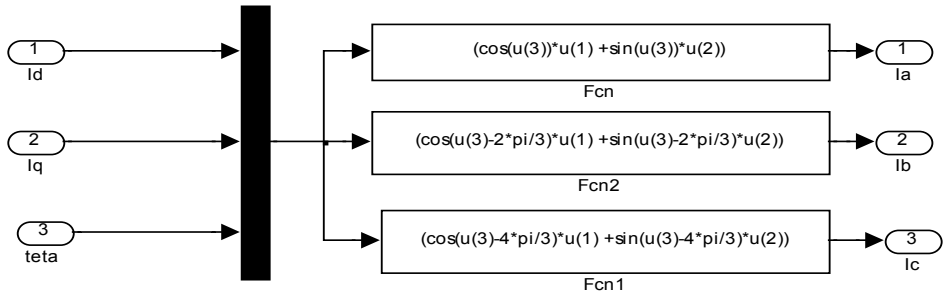 1
Id
(cos(u(3))*u(1) +sin(u(3))*u(2))
Fcn
1
Ia
2
Iq
(cos(u(3)-2*pi/3)*u(1) +sin(u(3)-2*pi/3)*u(2))
Fcn2
2
Ib
3
teta
(cos(u(3)-4*pi/3)*u(1) +sin(u(3)-4*pi/3)*u(2))
Fcn1
3
Ic